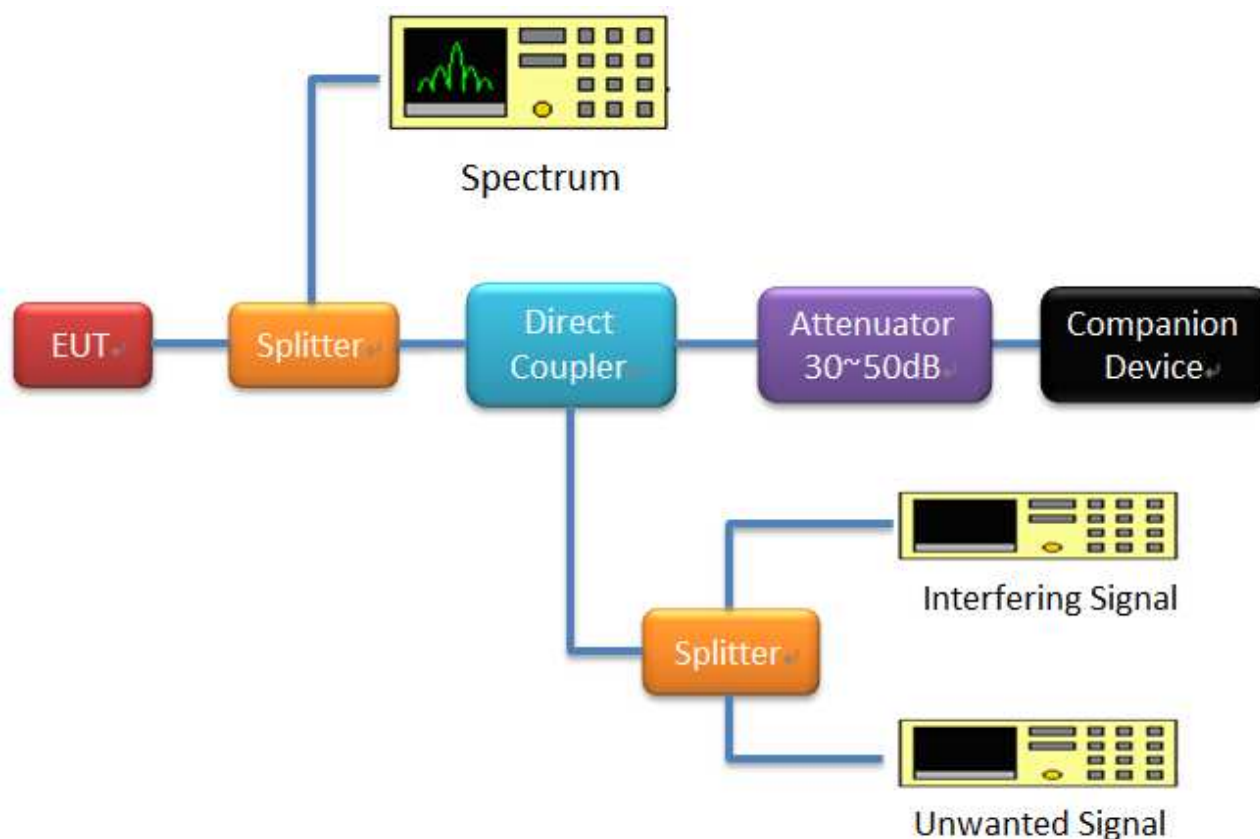 Spectrum
EUT
Splitter
Direct
Coupler
Attenuator
30~50dB
Companion
Device
Interfering Signal
Splitter
Unwanted Signal